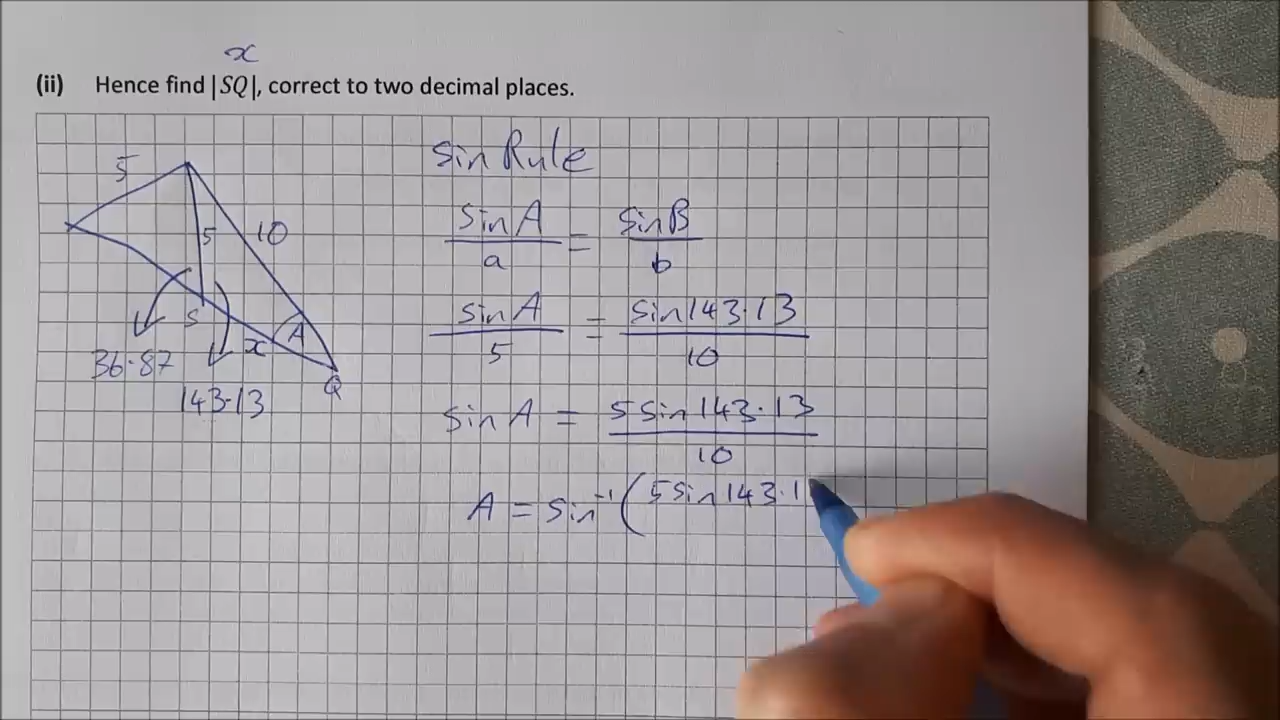 x
(ii) Hence find |SQ|, correct to two decimal places.
sin Rule
5
sin A / a = sin B / b
5
10
sin A / 5 = sin 143.13 / 10
S
x
A
36.87
Q
143.13
sin A = 5 sin 143.13 / 10
A = sin⁻¹ ( 5 sin 143.1